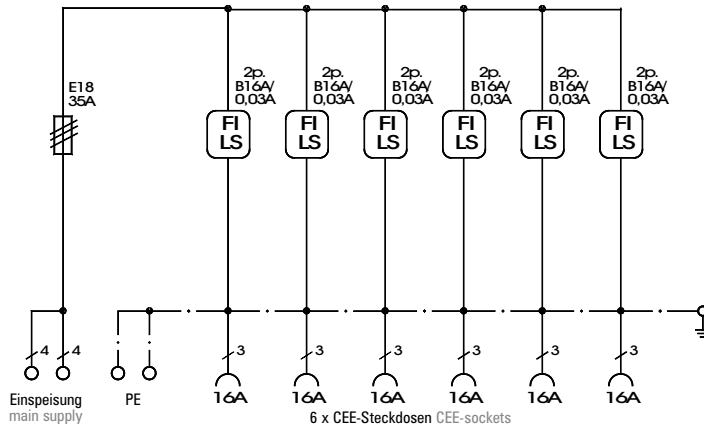 E18
35A
2p.
B16A/
0,03A
FI
LS
2p.
B16A/
0,03A
FI
LS
2p.
B16A/
0,03A
FI
LS
2p.
B16A/
0,03A
FI
LS
2p.
B16A/
0,03A
FI
LS
2p.
B16A/
0,03A
FI
LS
4
4
3
3
3
3
3
3
16A
16A
16A
16A
16A
16A
Einspeisung
main supply
PE
6 x CEE-Steckdosen CEE-sockets